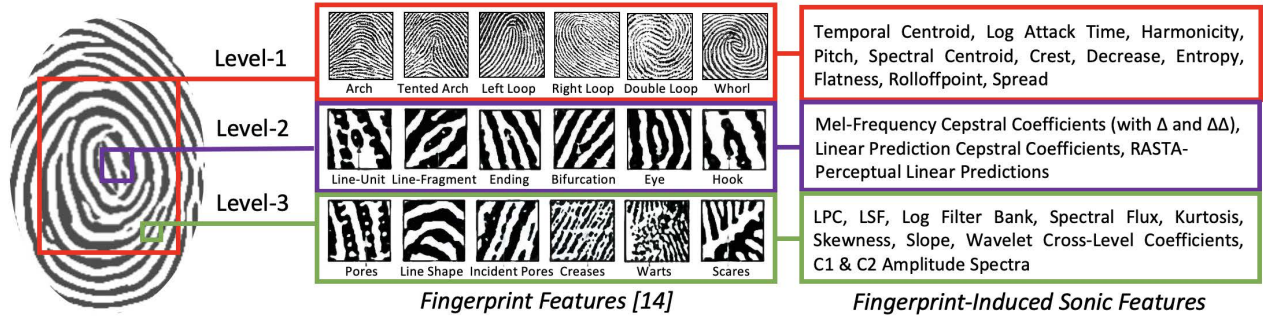 Level-1
Arch Tented Arch Left Loop Right Loop Double Loop Whorl
Temporal Centroid, Log Attack Time, Harmonicity,
Pitch, Spectral Centroid, Crest, Decrease, Entropy,
Flatness, Rolloffpoint, Spread
Level-2
Line-Unit Line-Fragment Ending Bifurcation Eye Hook
Mel-Frequency Cepstral Coefficients (with Δ and ΔΔ),
Linear Prediction Cepstral Coefficients, RASTA-
Perceptual Linear Predictions
Level-3
Pores Line Shape Incident Pores Creases Warts Scares
LPC, LSF, Log Filter Bank, Spectral Flux, Kurtosis,
Skewness, Slope, Wavelet Cross-Level Coefficients,
C1 & C2 Amplitude Spectra
Fingerprint Features [14]
Fingerprint-Induced Sonic Features